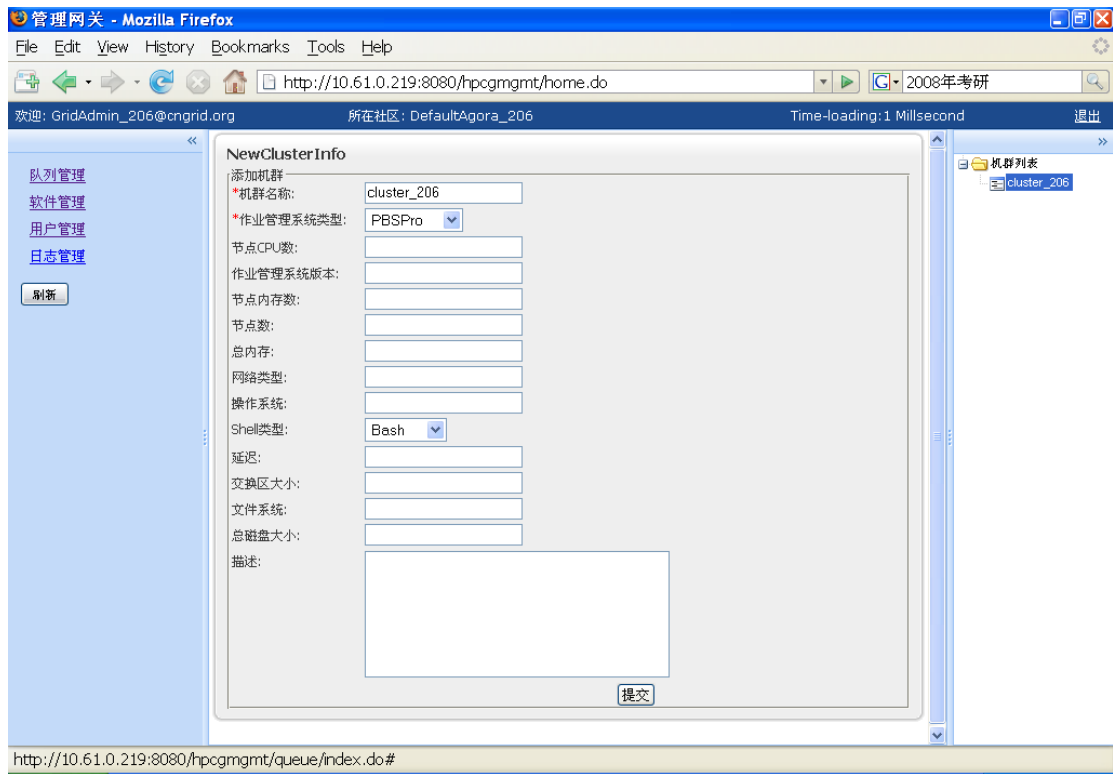 管理网关 - Mozilla Firefox
File Edit View History Bookmarks Tools Help
http://10.61.0.219:8080/hpcgmgmt/home.do
G 2008年考研
欢迎: GridAdmin_206@cngrid.org 所在社区: DefaultAgora_206 Time-loading:1 Millsecond 退出
« »
队列管理
软件管理
用户管理
日志管理
刷新
NewClusterInfo
添加机群
*机群名称: cluster_206
*作业管理系统类型: PBSPro
节点CPU数:
作业管理系统版本:
节点内存数:
节点数:
总内存:
网络类型:
操作系统:
Shell类型: Bash
延迟:
交换区大小:
文件系统:
总磁盘大小:
描述:
提交
机群列表
cluster_206
http://10.61.0.219:8080/hpcgmgmt/queue/index.do#